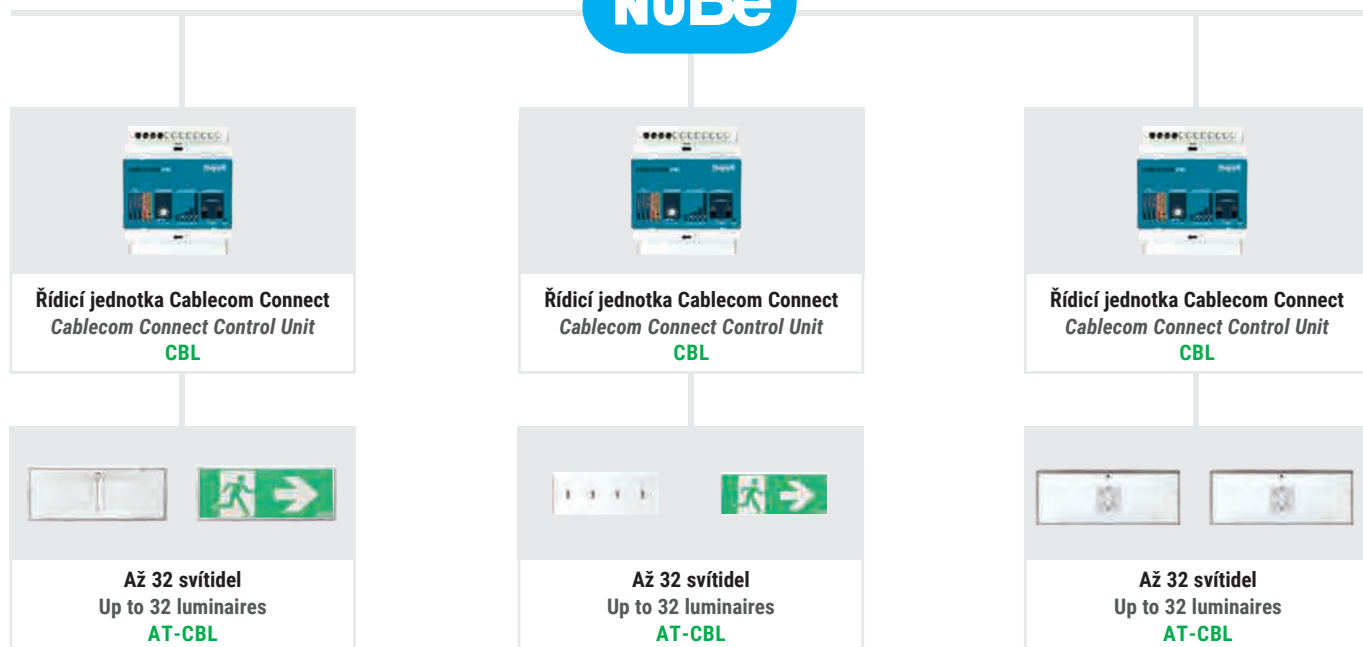 NUBe
Řídicí jednotka Cablecom Connect
Cablecom Connect Control Unit
CBL
Řídicí jednotka Cablecom Connect
Cablecom Connect Control Unit
CBL
Řídicí jednotka Cablecom Connect
Cablecom Connect Control Unit
CBL
Až 32 svítidel
Up to 32 luminaires
AT-CBL
Až 32 svítidel
Up to 32 luminaires
AT-CBL
Až 32 svítidel
Up to 32 luminaires
AT-CBL